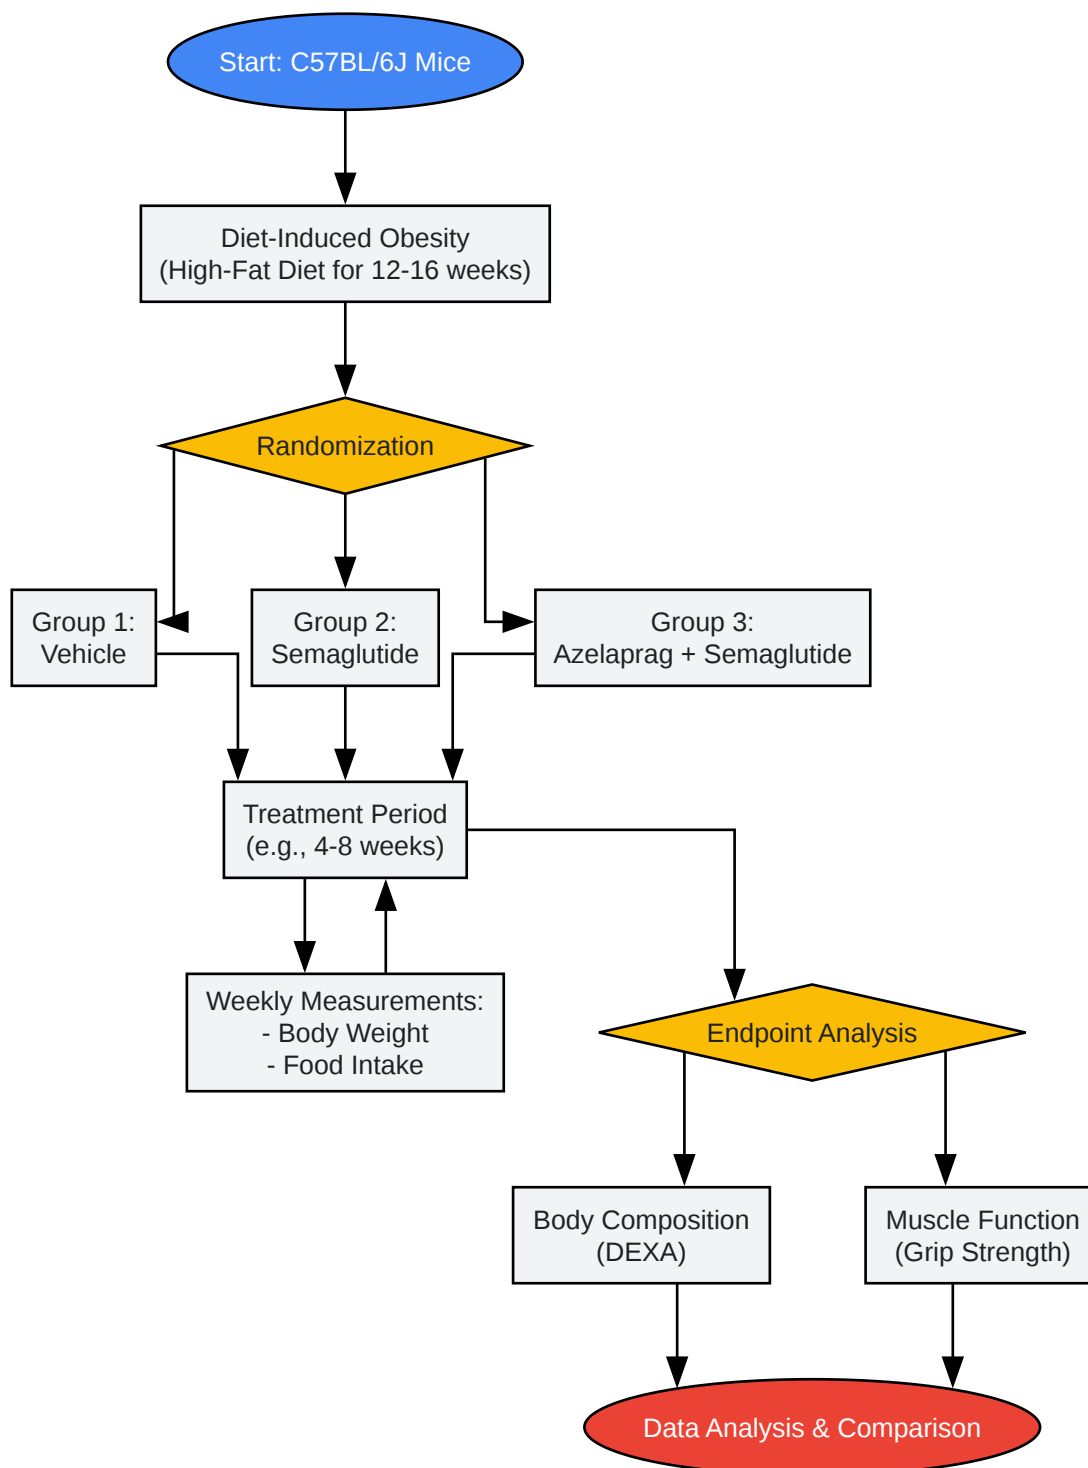 Start: C57BL/6J Mice
Diet-Induced Obesity
(High-Fat Diet for 12-16 weeks)
Randomization
Group 1:
Vehicle
Group 2:
Semaglutide
Group 3:
Azelaprag + Semaglutide
Treatment Period
(e.g., 4-8 weeks)
Weekly Measurements:
- Body Weight
- Food Intake
Endpoint Analysis
Body Composition
(DEXA)
Muscle Function
(Grip Strength)
Data Analysis & Comparison